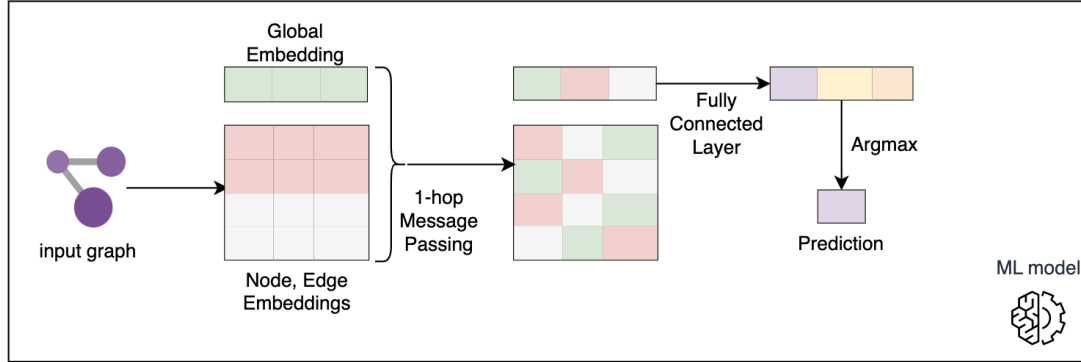 Global
Embedding
input graph
Node, Edge
Embeddings
1-hop
Message
Passing
Fully
Connected
Layer
Argmax
Prediction
ML model